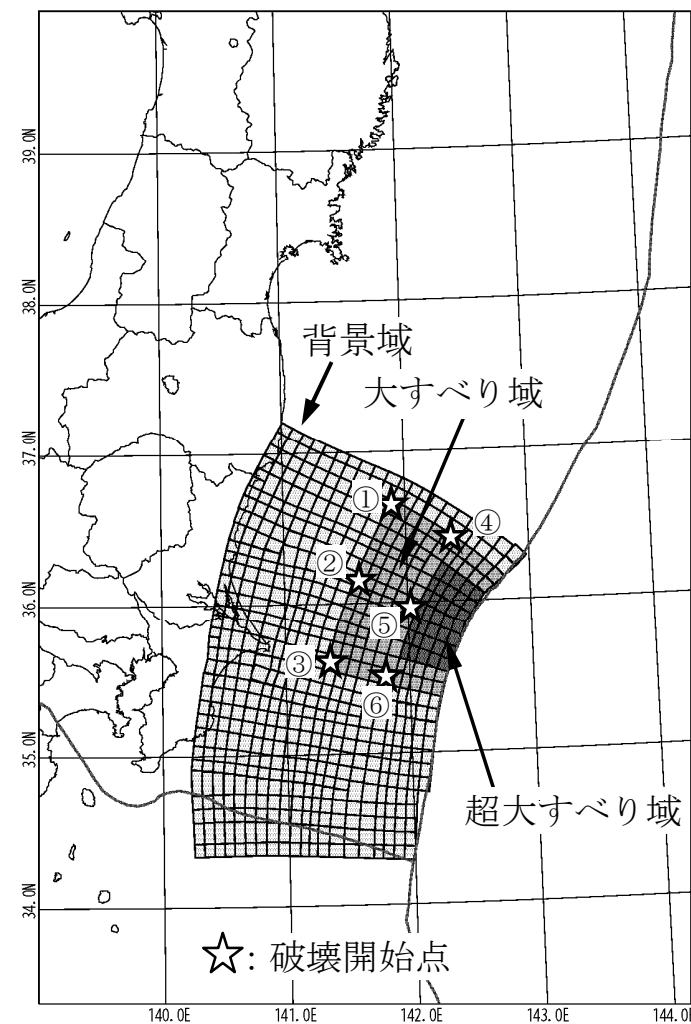 39.0N
38.0N
背景域
大すべり域
37.0N
①
④
②
36.0N
⑤
③
⑥
35.0N
超大すべり域
34.0N
☆: 破壊開始点
140.0E
141.0E
142.0E
143.0E
144.0